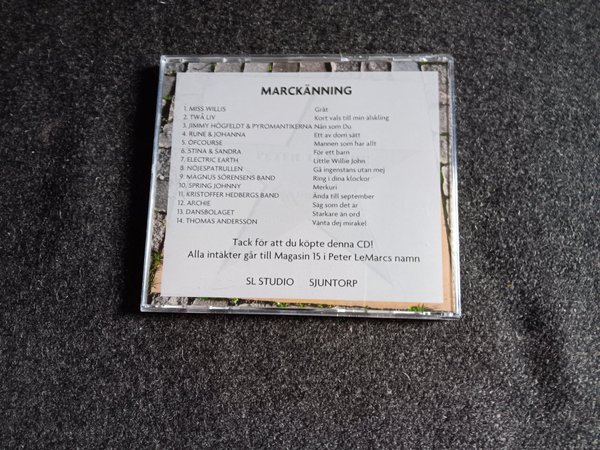 MARCKÄNNING
1. MISS WILLIS Gråt
2. TWÅ LIV Kort vals till min älskling
3. JIMMY HÖGFELDT & PYROMANTIKERNA Nån som Du
4. RUNE & JOHANNA Ett av dom sätt
5. ÖFCOURSE Mannen som har allt
6. STINA & SANDRA För ett barn
7. ELECTRIC EARTH Little Willie John
8. NÖJESPATRULLEN Gå ingenstans utan mej
9. MAGNUS SÖRENSENS BAND Ring i dina klockor
10. SPRING JOHNNY Merkuri
11. KRISTOFFER HEDBERGS BAND Ända till september
12. ARCHIE Säg som det är
13. DANSBOLAGET Starkare än ord
14. THOMAS ANDERSSON Vänta dej mirakel
Tack för att du köpte denna CD!
Alla intäkter går till Magasin 15 i Peter LeMarcs namn
SL STUDIO SJUNTORP